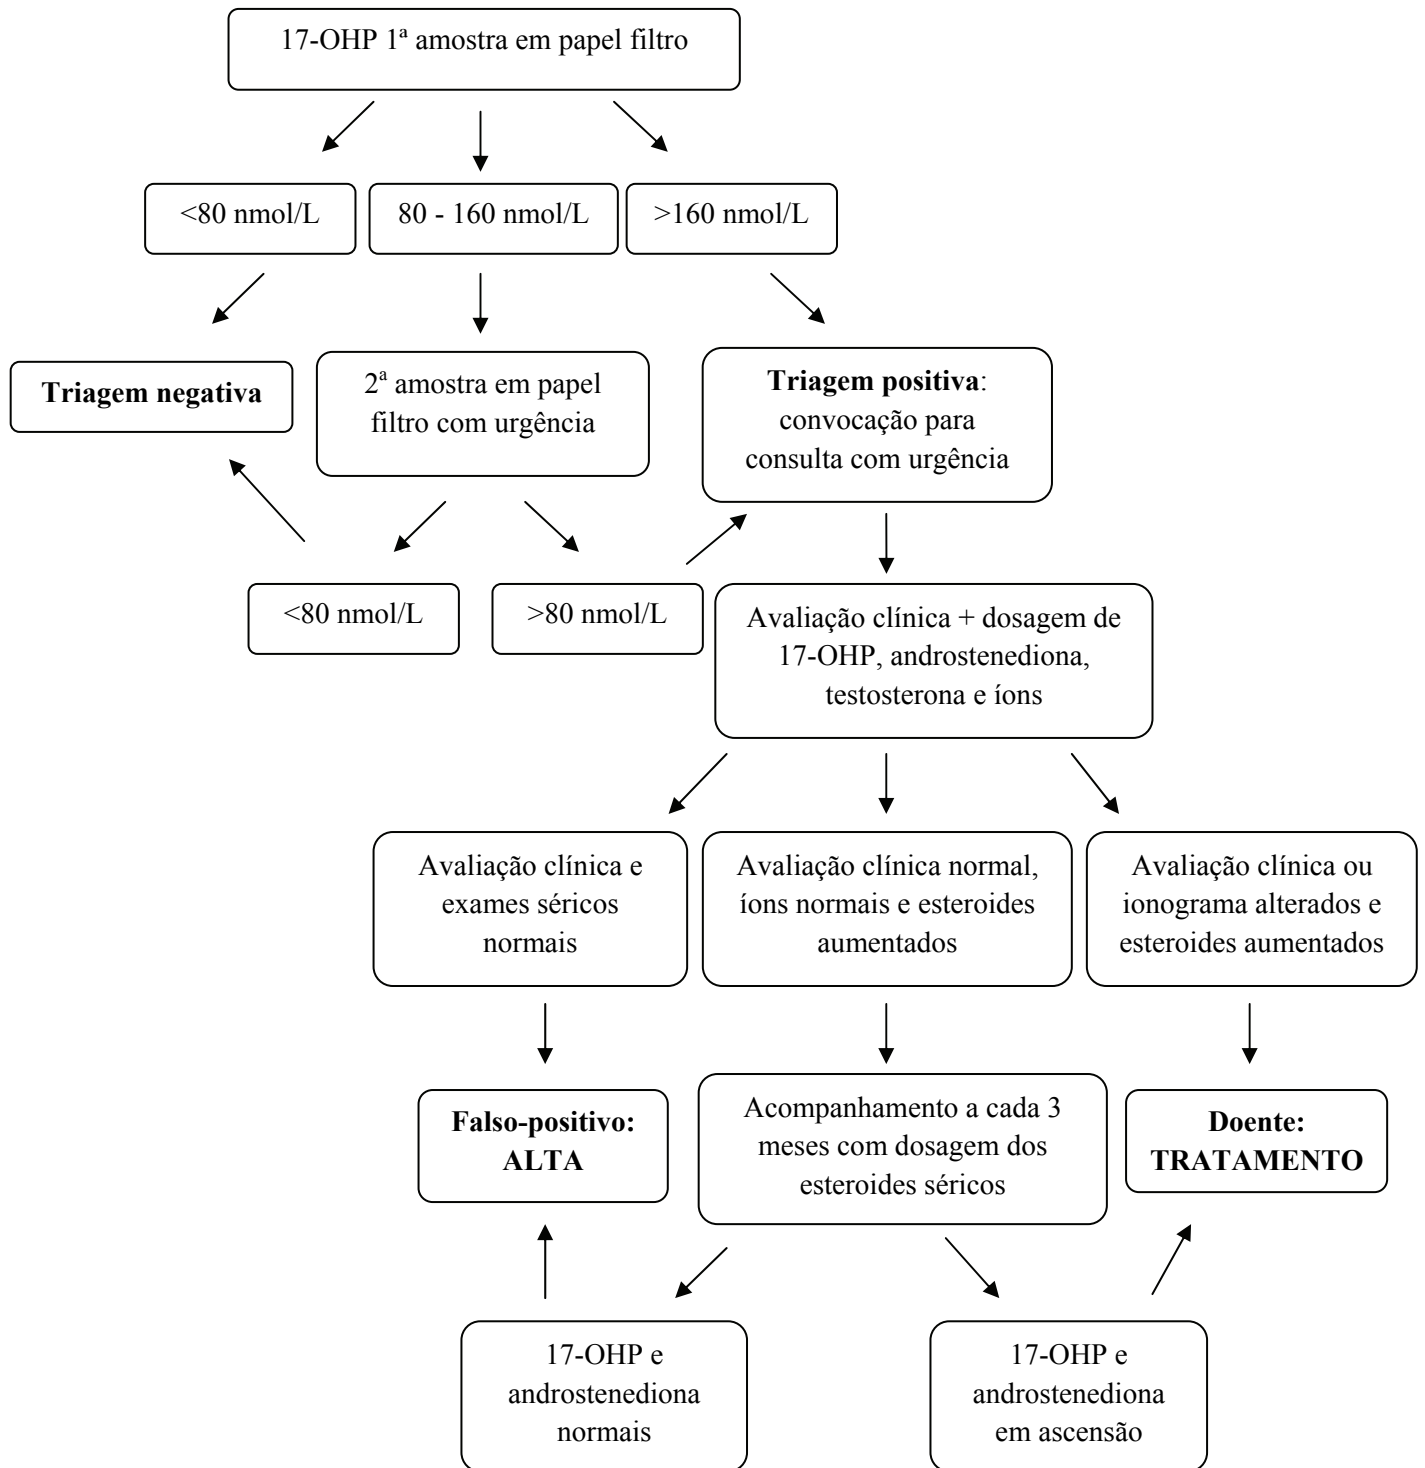 17-OHP 1ª amostra em papel filtro
<80 nmol/L
80 - 160 nmol/L
>160 nmol/L
Triagem negativa
2ª amostra em papel
filtro com urgência
Triagem positiva:
convocação para
consulta com urgência
<80 nmol/L
>80 nmol/L
Avaliação clínica + dosagem de
17-OHP, androstenediona,
testosterona e íons
Avaliação clínica e
exames séricos
normais
Avaliação clínica normal,
íons normais e esteroides
aumentados
Avaliação clínica ou
ionograma alterados e
esteroides aumentados
Falso-positivo:
ALTA
Acompanhamento a cada 3
meses com dosagem dos
esteroides séricos
Doente:
TRATAMENTO
17-OHP e
androstenediona
normais
17-OHP e
androstenediona
em ascensão